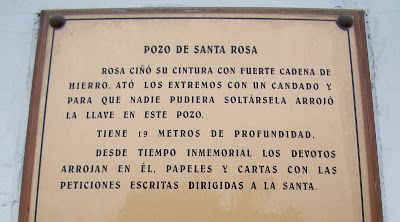 POZO DE SANTA ROSA
ROSA CIÑÓ SU CINTURA CON FUERTE CADENA DE
HIERRO, ATÓ LOS EXTREMOS CON UN CANDADO Y
PARA QUE NADIE PUDIERA SOLTÁRSELA ARROJÓ
LA LLAVE EN ESTE POZO.
TIENE 19 METROS DE PROFUNDIDAD.
DESDE TIEMPO INMEMORIAL LOS DEVOTOS
ARROJAN EN ÉL, PAPELES Y CARTAS CON LAS
PETICIONES ESCRITAS DIRIGIDAS A LA SANTA.